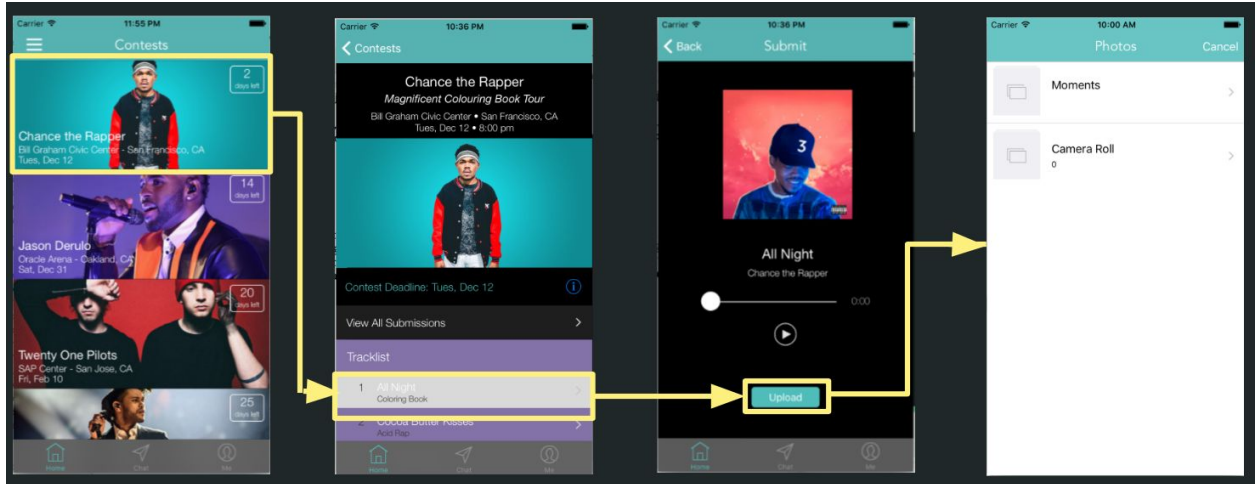 Carrier 11:55 PM
Contests
2
days left
Chance the Rapper
Bill Graham Civic Center - San Francisco, CA
Tues, Dec 12
14
days left
Jason Derulo
Oracle Arena - Oakland, CA
Sat, Dec 31
20
days left
Twenty One Pilots
SAP Center - San Jose, CA
Fri, Feb 10
25
days left
Home Chat Me
Carrier 10:36 PM
Contests
Chance the Rapper
Magnificent Colouring Book Tour
Bill Graham Civic Center • San Francisco, CA
Tues, Dec 12 • 8:00 pm
Contest Deadline: Tues, Dec 12
View All Submissions
Tracklist
1 All Night
Coloring Book
2 Cocoa Butter Kisses
Acid Rap
Home Chat Me
Carrier 10:36 PM
Back Submit
3
All Night
Chance the Rapper
0:00
Upload
Home Chat Me
Carrier 10:00 AM
Photos Cancel
Moments
Camera Roll
0